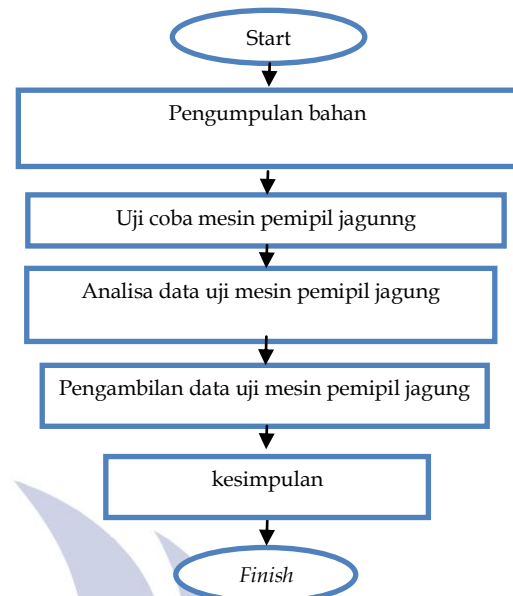 Start
Pengumpulan bahan
Uji coba mesin pemipil jagunng
Analisa data uji mesin pemipil jagung
Pengambilan data uji mesin pemipil jagung
kesimpulan
Finish